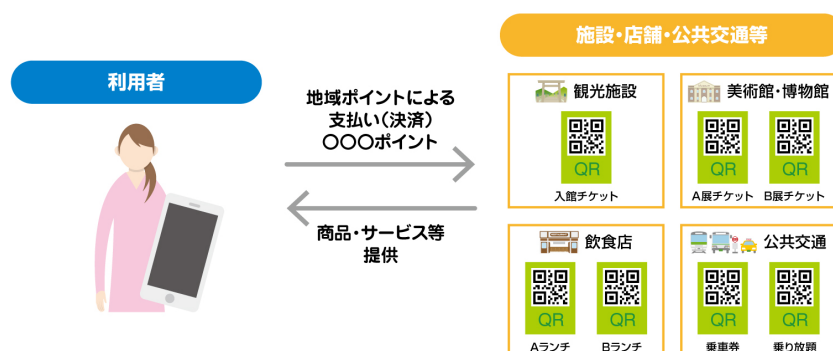 施設・店舗・公共交通等
利用者
地域ポイントによる
支払い(決済)
〇〇〇ポイント
商品・サービス等
提供
観光施設
QR
入館チケット
美術館・博物館
QR QR
A展チケット B展チケット
飲食店
QR QR
Aランチ Bランチ
公共交通
QR QR
乗車券 乗り放題